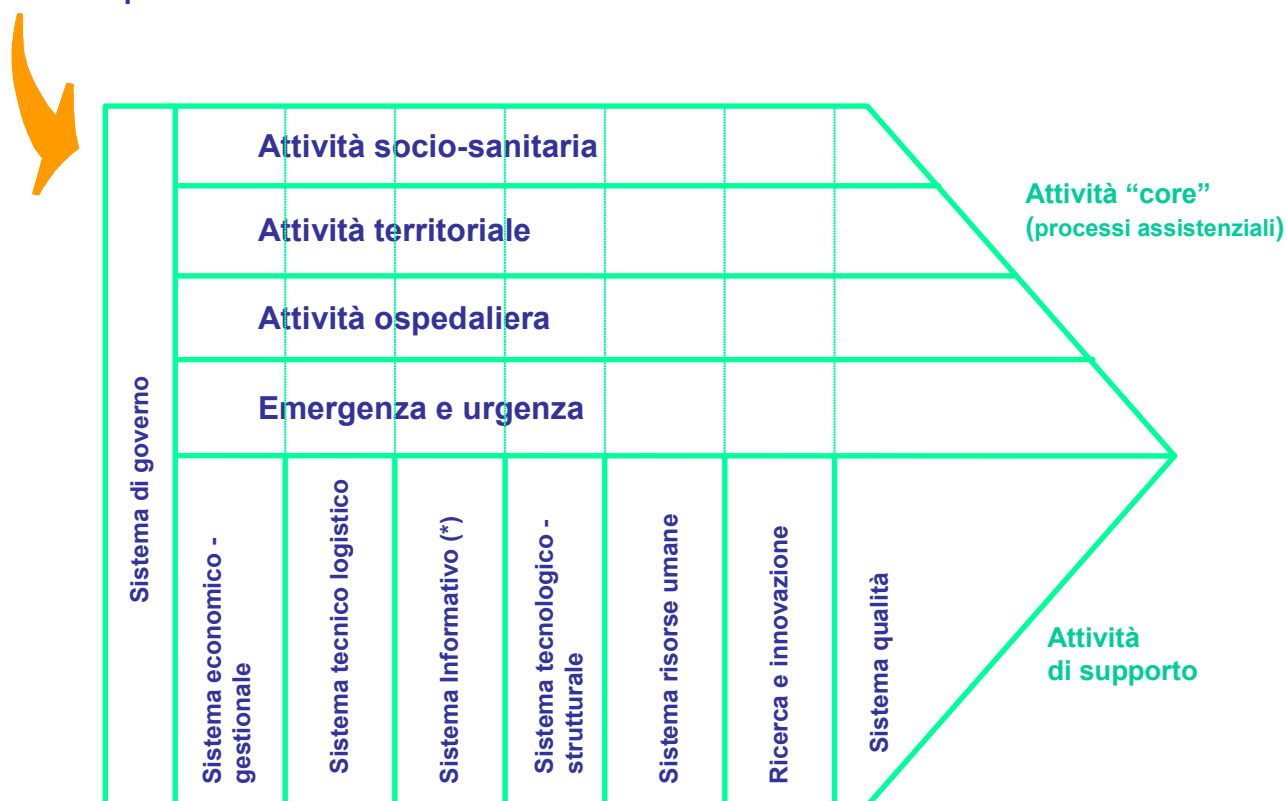 Attività socio-sanitaria
Attività territoriale
Attività ospedaliera
Emergenza e urgenza
Attività “core”
(processi assistenziali)
Sistema di governo
Sistema economico -
gestionale
Sistema tecnico logistico
Sistema Informativo (*)
Sistema tecnologico -
strutturale
Sistema risorse umane
Ricerca e innovazione
Sistema qualità
Attività
di supporto